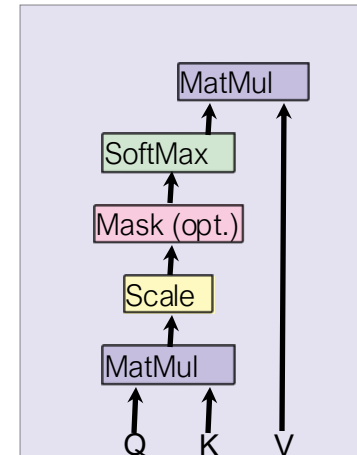 MatMul
SoftMax
Mask (opt.)
Scale
MatMul
Q K V